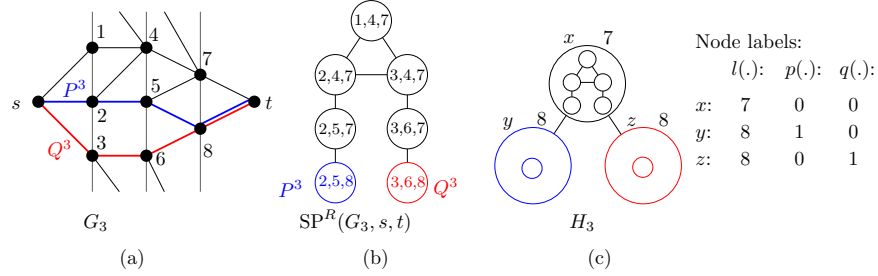 1
4
7
s
P³
2
5
t
Q³
3
6
8
G₃
(a)
1,4,7
2,4,7
3,4,7
2,5,7
3,6,7
P³
2,5,8
3,6,8
Q³
SPᴿ(G₃, s, t)
(b)
x
7
y
8
z
8
H₃
(c)
Node labels:
l(.): p(.): q(.):
x: 7 0 0
y: 8 1 0
z: 8 0 1